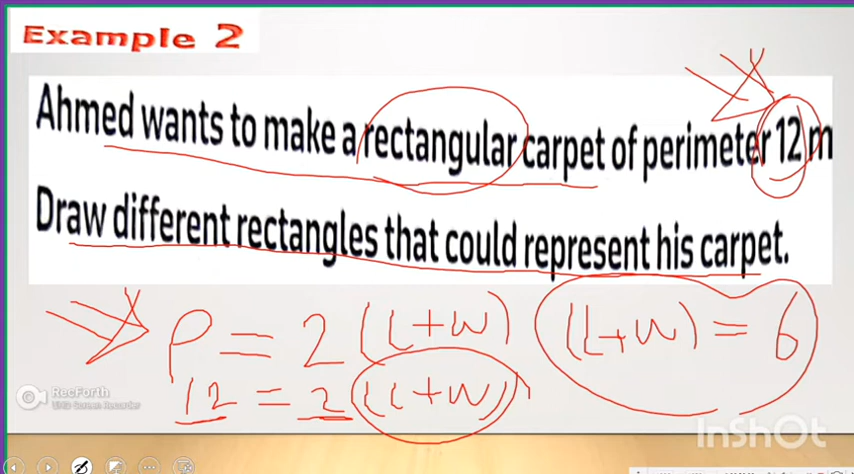 Example 2
Ahmed wants to make a rectangular carpet of perimeter 12 m
Draw different rectangles that could represent his carpet.
P = 2 (L+W) (L+W) = 6
12 = 2 (L+W)
RecForth
InShOt